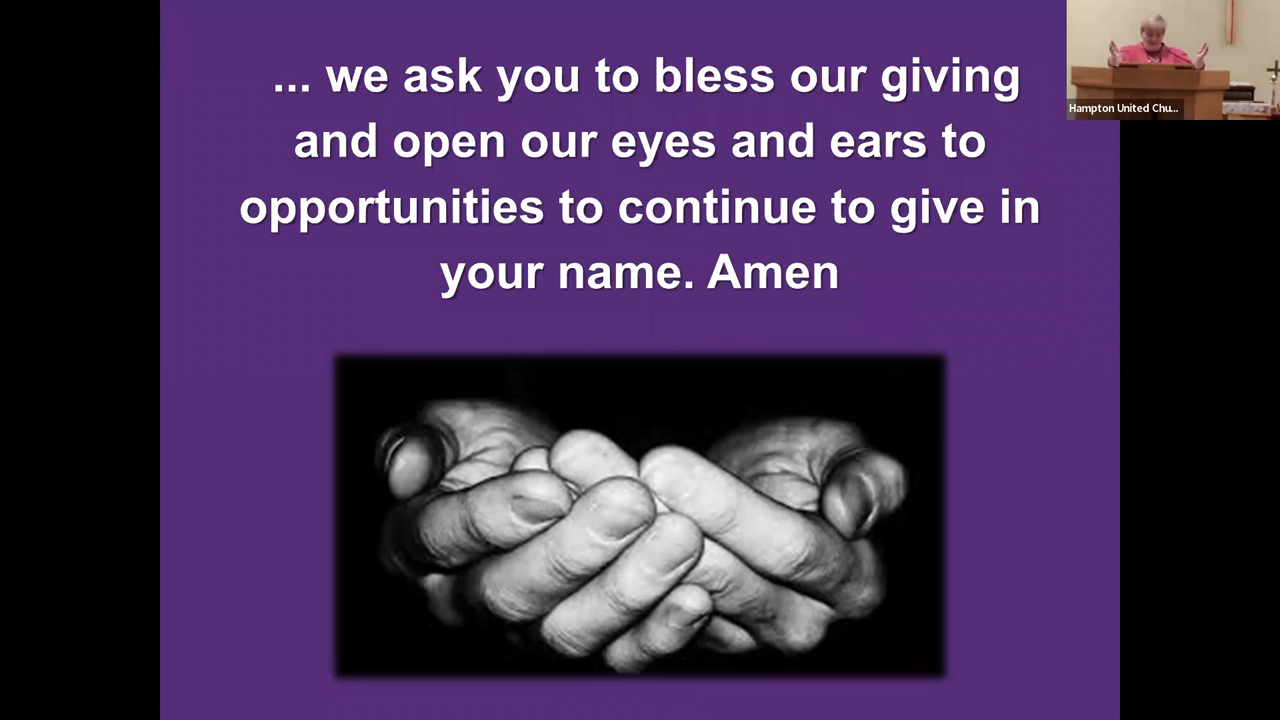 ... we ask you to bless our giving
and open our eyes and ears to
opportunities to continue to give in
your name. Amen
Hampton United Chu...